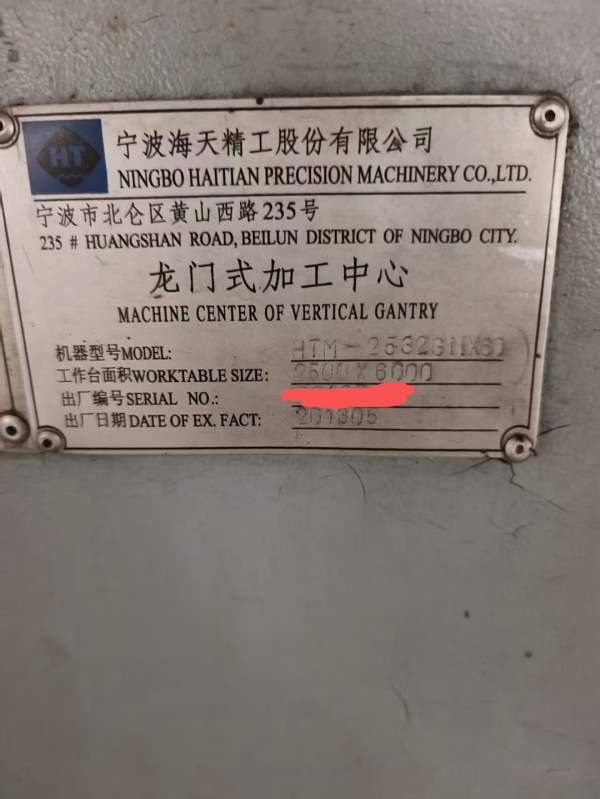 HT
宁波海天精工股份有限公司
NINGBO HAITIAN PRECISION MACHINERY CO.,LTD.
宁波市北仑区黄山西路235号
235 # HUANGSHAN ROAD, BEILUN DISTRICT OF NINGBO CITY.
龙门式加工中心
MACHINE CENTER OF VERTICAL GANTRY
机器型号MODEL:
工作台面积WORKTABLE SIZE: 2500 X 6000
出厂编号SERIAL NO.:
出厂日期DATE OF EX. FACT: 201305